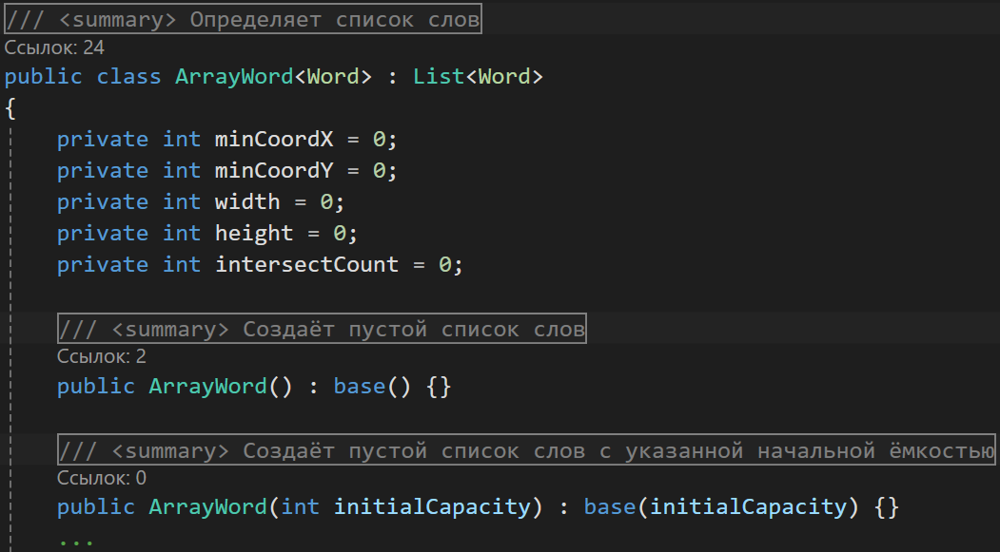 /// <summary> Определяет список слов
Ссылок: 24
public class ArrayWord<Word> : List<Word>
{
private int minCoordX = 0;
private int minCoordY = 0;
private int width = 0;
private int height = 0;
private int intersectCount = 0;
/// <summary> Создаёт пустой список слов
Ссылок: 2
public ArrayWord() : base() {}
/// <summary> Создаёт пустой список слов с указанной начальной ёмкостью
Ссылок: 0
public ArrayWord(int initialCapacity) : base(initialCapacity) {}
...